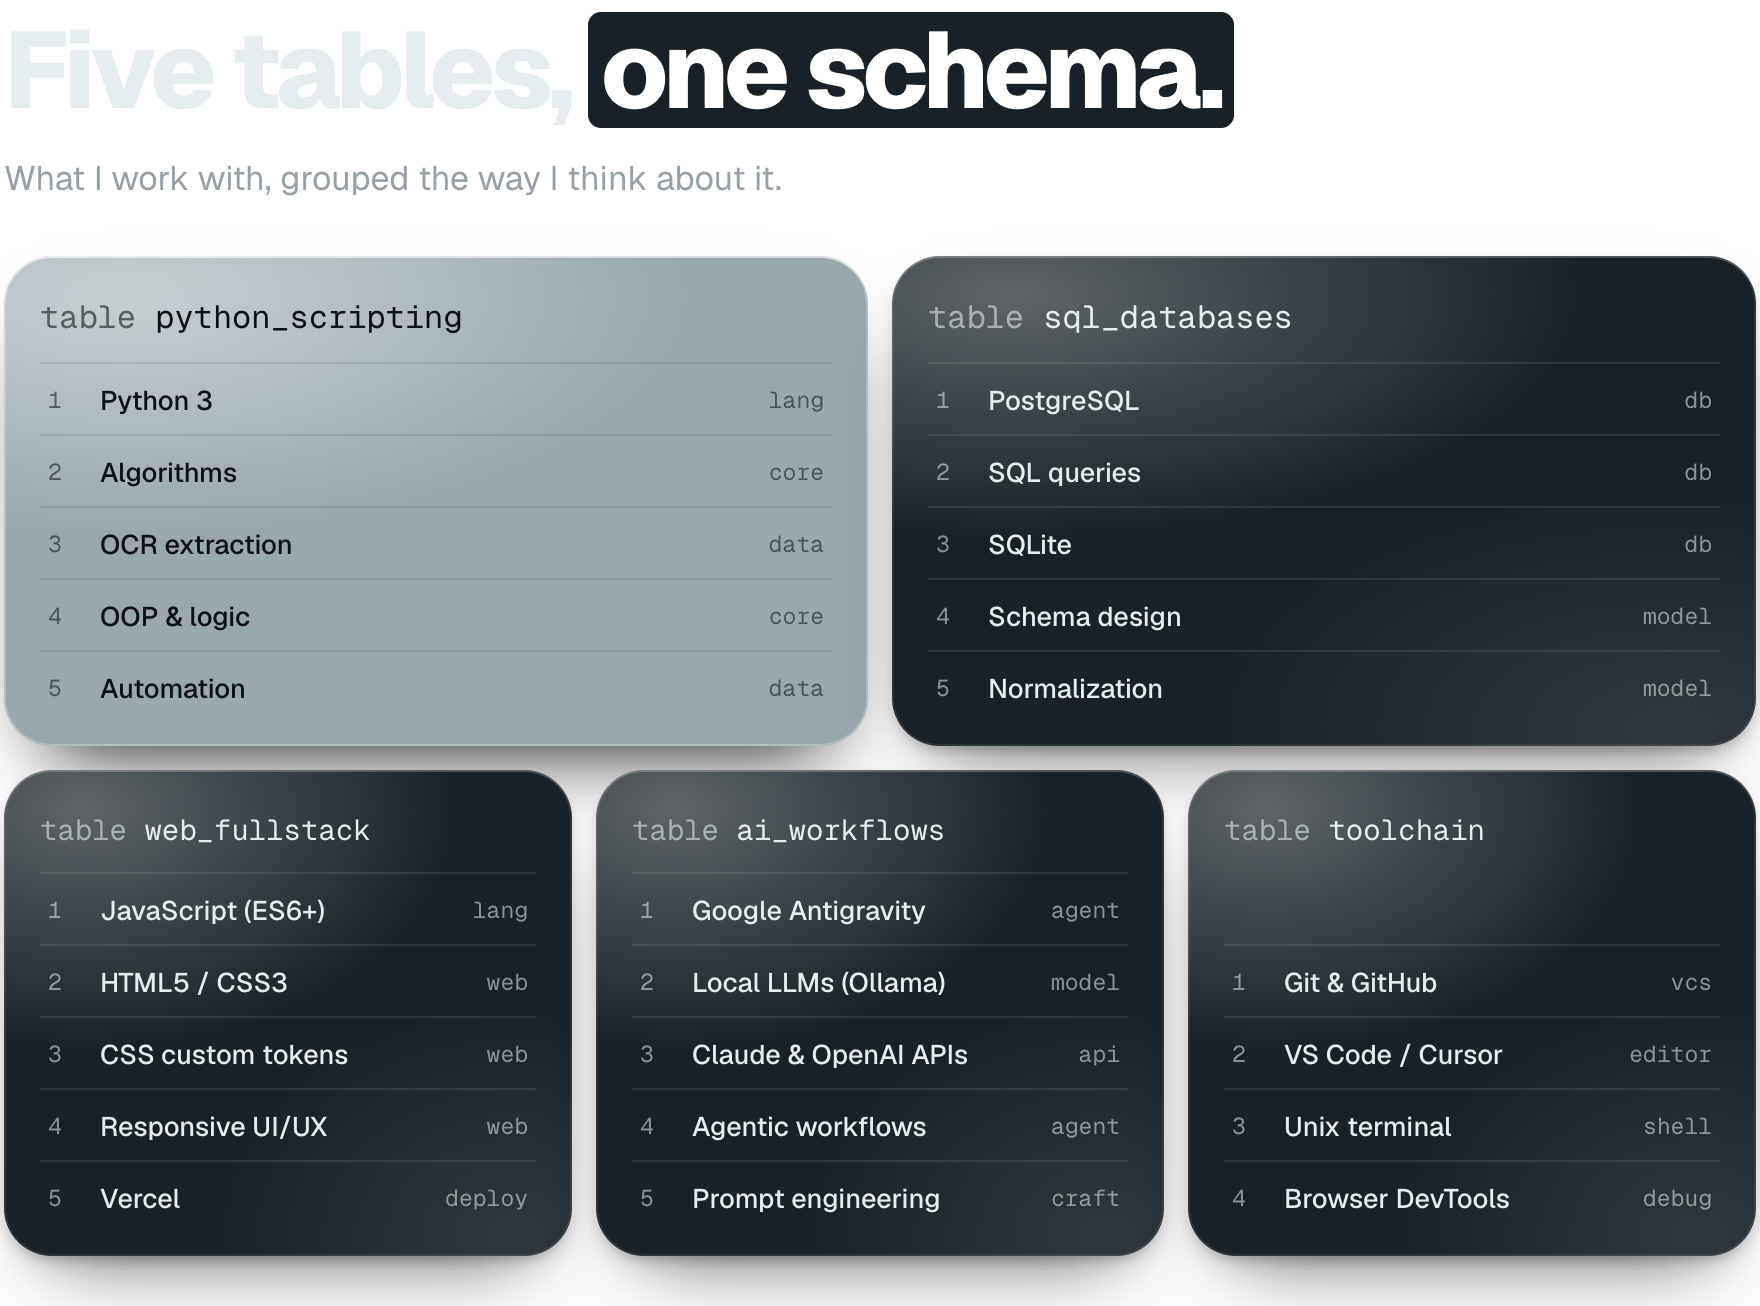 Five tables, one schema.
What I work with, grouped the way I think about it.
table python_scripting
1 Python 3 lang
2 Algorithms core
3 OCR extraction data
4 OOP & logic core
5 Automation data
table sql_databases
1 PostgreSQL db
2 SQL queries db
3 SQLite db
4 Schema design model
5 Normalization model
table web_fullstack
1 JavaScript (ES6+) lang
2 HTML5 / CSS3 web
3 CSS custom tokens web
4 Responsive UI/UX web
5 Vercel deploy
table ai_workflows
1 Google Antigravity agent
2 Local LLMs (Ollama) model
3 Claude & OpenAI APIs api
4 Agentic workflows agent
5 Prompt engineering craft
table toolchain
1 Git & GitHub vcs
2 VS Code / Cursor editor
3 Unix terminal shell
4 Browser DevTools debug